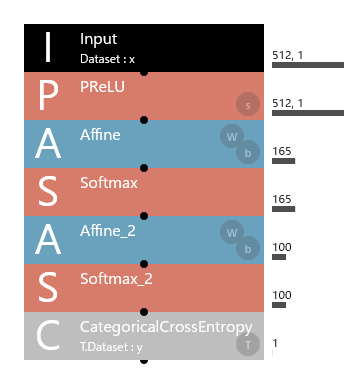 I Input
Dataset : x
512, 1
P PReLU
s
512, 1
A Affine
W
b
165
S Softmax
165
A Affine_2
W
b
100
S Softmax_2
100
C CategoricalCrossEntropy
T.Dataset : y
T
1